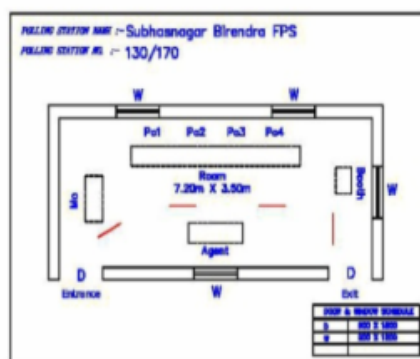 POLLING STATION NAME :- Subhasnagar Birendra FPS
POLLING STATION NO. :- 130/170
W W
Po1 Po2 Po3 Po4
Room
7.20m X 3.50m
Mo
Booth
W
Agent
D D
Entrance W Exit
DOOR & WINDOW SCHEDULE
D
W